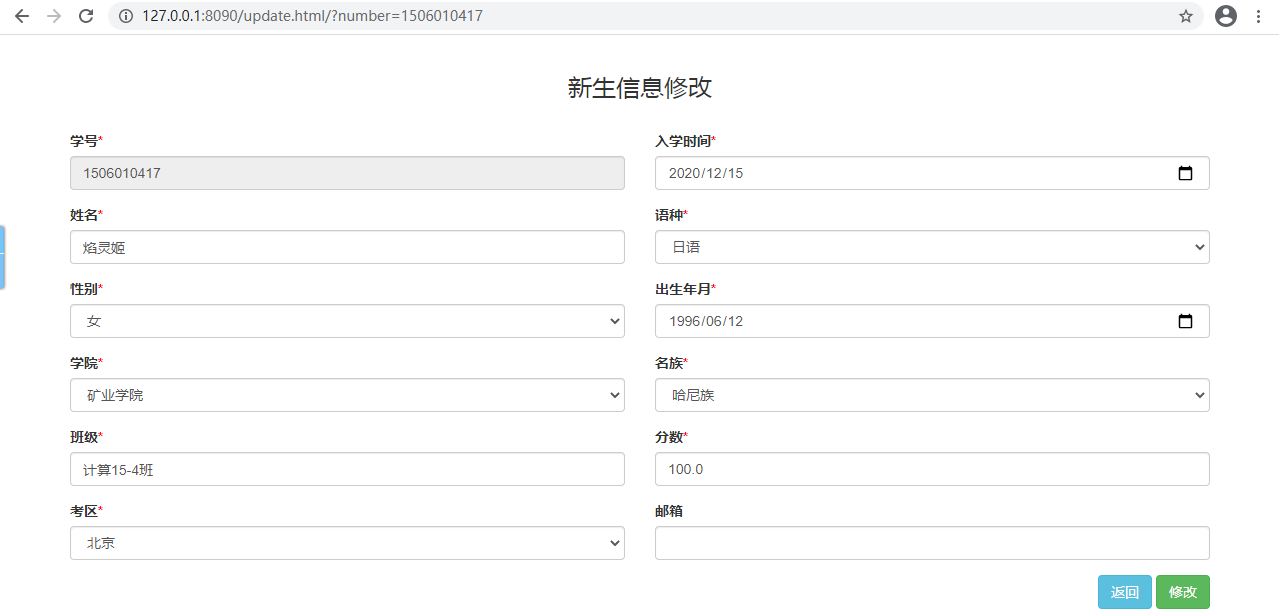 127.0.0.1:8090/update.html/?number=1506010417
新生信息修改
学号*
1506010417
入学时间*
2020/12/15
姓名*
焰灵姬
语种*
日语
性别*
女
出生年月*
1996/06/12
学院*
矿业学院
名族*
哈尼族
班级*
计算15-4班
分数*
100.0
考区*
北京
邮箱
返回 修改